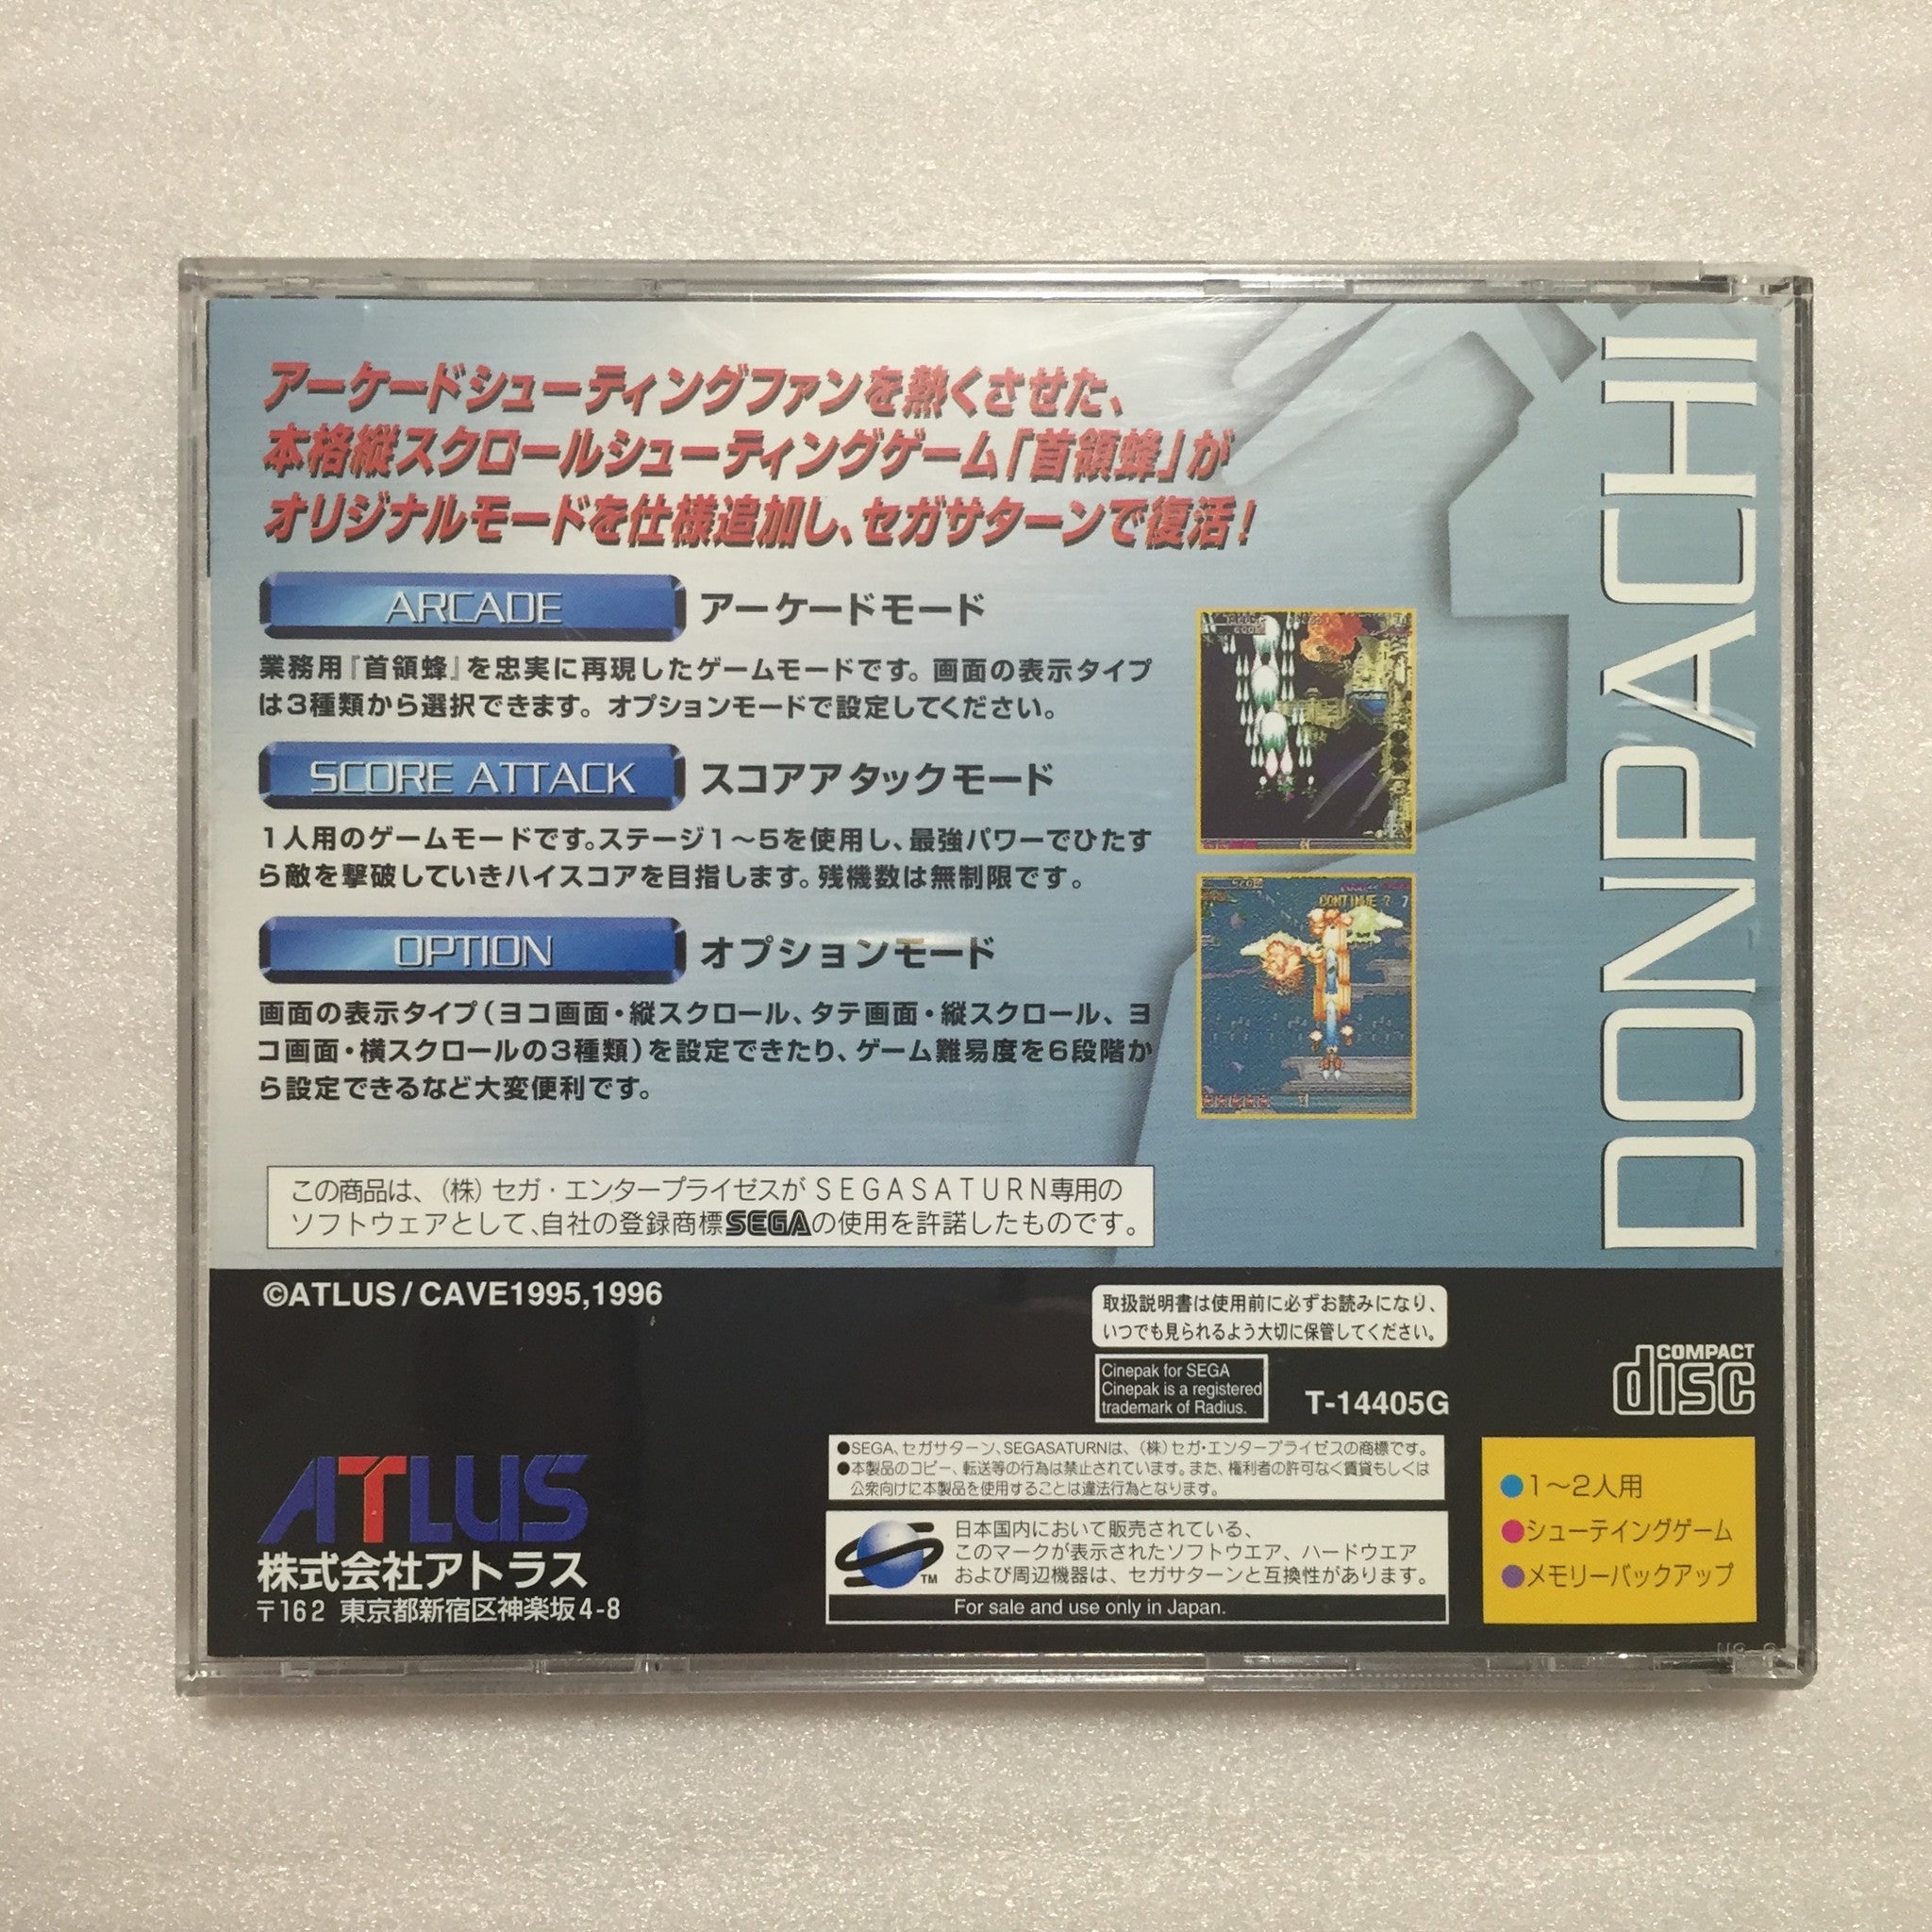 アーケードシューティングファンを熱くさせた、
本格縦スクロールシューティングゲーム「首領蜂」が
オリジナルモードを仕様追加し、セガサターンで復活!
ARCADE アーケードモード
業務用『首領蜂』を忠実に再現したゲームモードです。画面の表示タイプ
は3種類から選択できます。オプションモードで設定してください。
SCORE ATTACK スコアアタックモード
1人用のゲームモードです。ステージ1～5を使用し、最強パワーでひたす
ら敵を撃破していきハイスコアを目指します。残機数は無制限です。
OPTION オプションモード
画面の表示タイプ(ヨコ画面・縦スクロール、タテ画面・縦スクロール、ヨ
コ画面・横スクロールの3種類)を設定できたり、ゲーム難易度を6段階か
ら設定できるなど大変便利です。
CONTINUE ? 7
DONPACHI
この商品は、(株)セガ・エンタープライゼスがSEGASATURN専用の
ソフトウェアとして、自社の登録商標SEGAの使用を許諾したものです。
©ATLUS/CAVE1995,1996
取扱説明書は使用前に必ずお読みになり、
いつでも見られるよう大切に保管してください。
Cinepak for SEGA
Cinepak is a registered
trademark of Radius.
T-14405G
COMPACT
disc
●SEGA、セガサターン、SEGASATURNは、(株)セガ・エンタープライゼスの商標です。
●本製品のコピー、転送等の行為は禁止されています。また、権利者の許可なく賃貸もしくは
公衆向けに本製品を使用することは違法行為となります。
日本国内において販売されている、
このマークが表示されたソフトウエア、ハードウエア
および周辺機器は、セガサターンと互換性があります。
TM
For sale and use only in Japan.
●1～2人用
●シューテイングゲーム
●メモリーバックアップ
ATLUS
株式会社アトラス
〒162 東京都新宿区神楽坂4-8